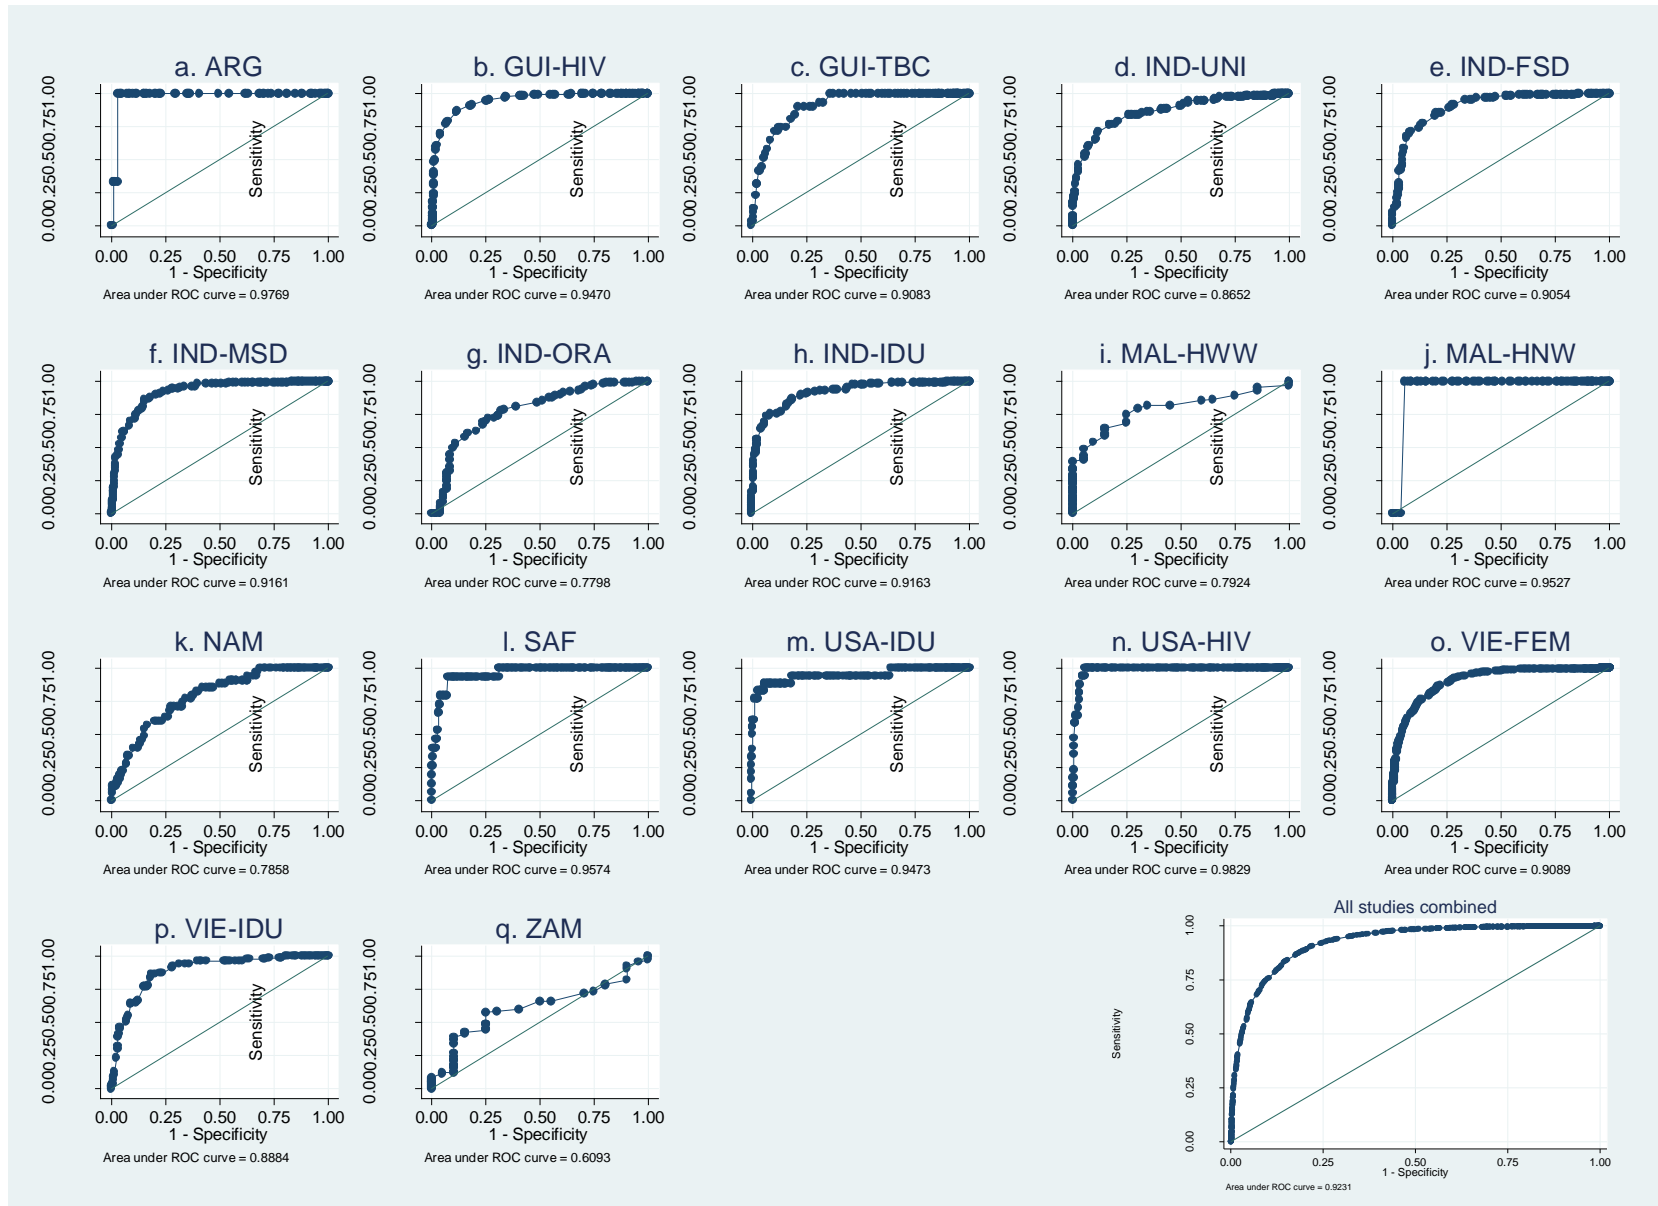 a. ARG
0.000.250.500.751.00
0.00 0.25 0.50 0.75 1.00
1 - Specificity
Area under ROC curve = 0.9769
b. GUI-HIV
Sensitivity
0.000.250.500.751.00
0.00 0.25 0.50 0.75 1.00
1 - Specificity
Area under ROC curve = 0.9470
c. GUI-TBC
Sensitivity
0.000.250.500.751.00
0.00 0.25 0.50 0.75 1.00
1 - Specificity
Area under ROC curve = 0.9083
d. IND-UNI
Sensitivity
0.000.250.500.751.00
0.00 0.25 0.50 0.75 1.00
1 - Specificity
Area under ROC curve = 0.8652
e. IND-FSD
Sensitivity
0.000.250.500.751.00
0.00 0.25 0.50 0.75 1.00
1 - Specificity
Area under ROC curve = 0.9054
f. IND-MSD
0.000.250.500.751.00
0.00 0.25 0.50 0.75 1.00
1 - Specificity
Area under ROC curve = 0.9161
g. IND-ORA
Sensitivity
0.000.250.500.751.00
0.00 0.25 0.50 0.75 1.00
1 - Specificity
Area under ROC curve = 0.7798
h. IND-IDU
Sensitivity
0.000.250.500.751.00
0.00 0.25 0.50 0.75 1.00
1 - Specificity
Area under ROC curve = 0.9163
i. MAL-HWW
Sensitivity
0.000.250.500.751.00
0.00 0.25 0.50 0.75 1.00
1 - Specificity
Area under ROC curve = 0.7924
j. MAL-HNW
Sensitivity
0.000.250.500.751.00
0.00 0.25 0.50 0.75 1.00
1 - Specificity
Area under ROC curve = 0.9527
k. NAM
0.000.250.500.751.00
0.00 0.25 0.50 0.75 1.00
1 - Specificity
Area under ROC curve = 0.7858
l. SAF
Sensitivity
0.000.250.500.751.00
0.00 0.25 0.50 0.75 1.00
1 - Specificity
Area under ROC curve = 0.9574
m. USA-IDU
Sensitivity
0.000.250.500.751.00
0.00 0.25 0.50 0.75 1.00
1 - Specificity
Area under ROC curve = 0.9473
n. USA-HIV
Sensitivity
0.000.250.500.751.00
0.00 0.25 0.50 0.75 1.00
1 - Specificity
Area under ROC curve = 0.9829
o. VIE-FEM
Sensitivity
0.000.250.500.751.00
0.00 0.25 0.50 0.75 1.00
1 - Specificity
Area under ROC curve = 0.9089
p. VIE-IDU
0.000.250.500.751.00
0.00 0.25 0.50 0.75 1.00
1 - Specificity
Area under ROC curve = 0.8884
q. ZAM
Sensitivity
0.000.250.500.751.00
0.00 0.25 0.50 0.75 1.00
1 - Specificity
Area under ROC curve = 0.6093
All studies combined
Sensitivity
0.00 0.25 0.50 0.75 1.00
0.00 0.25 0.50 0.75 1.00
1 - Specificity
Area under ROC curve = 0.9231